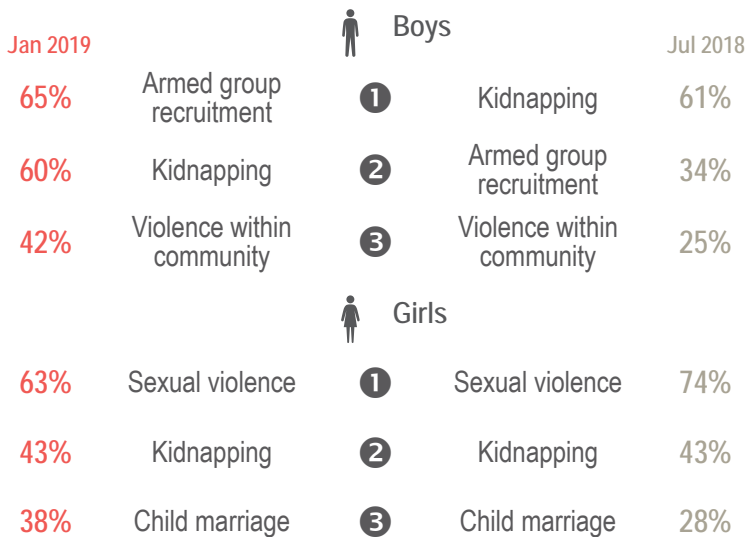 Boys
Jan 2019 Jul 2018
65% Armed group recruitment 1 Kidnapping 61%
60% Kidnapping 2 Armed group recruitment 34%
42% Violence within community 3 Violence within community 25%
Girls
63% Sexual violence 1 Sexual violence 74%
43% Kidnapping 2 Kidnapping 43%
38% Child marriage 3 Child marriage 28%